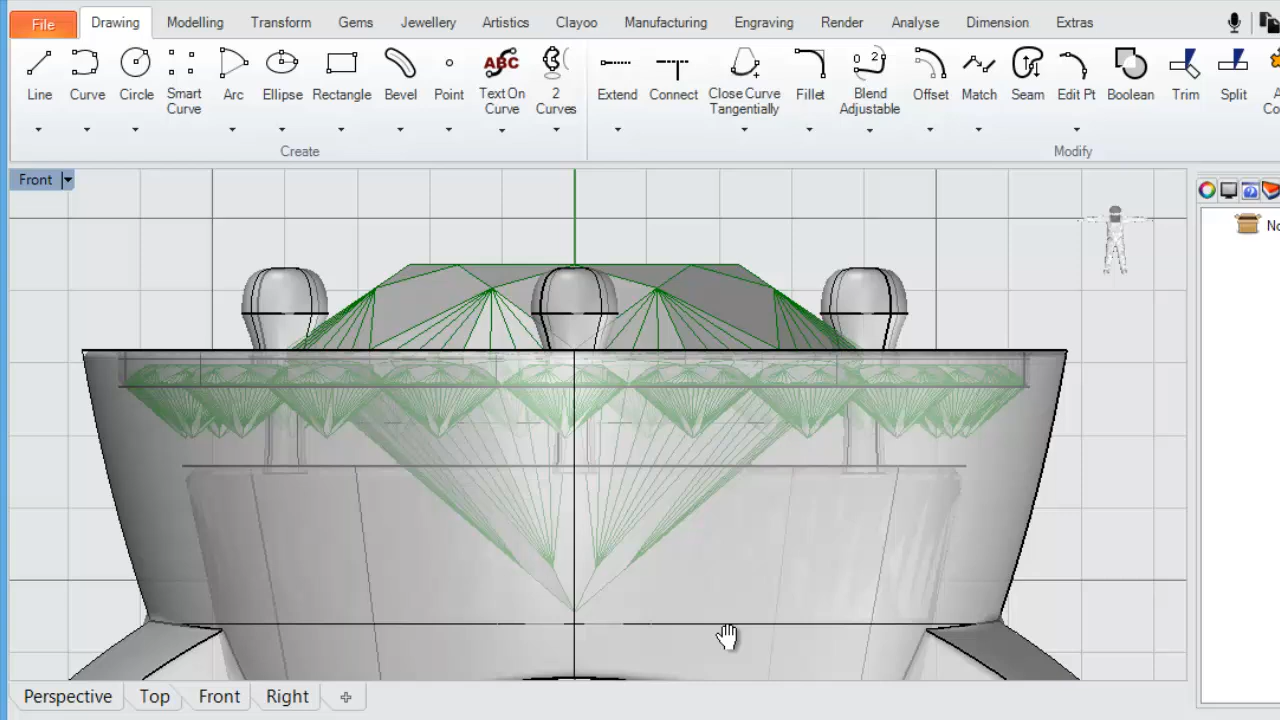 File Drawing Modelling Transform Gems Jewellery Artistics Clayoo Manufacturing Engraving Render Analyse Dimension Extras
ABC 0 2
Line Curve Circle Smart Curve Arc Ellipse Rectangle Bevel Point Text On Curve 2 Curves Extend Connect Close Curve Tangentially Fillet Blend Adjustable Offset Match Seam Edit Pt Boolean Trim Split
Create Modify
Front
Perspective Top Front Right +